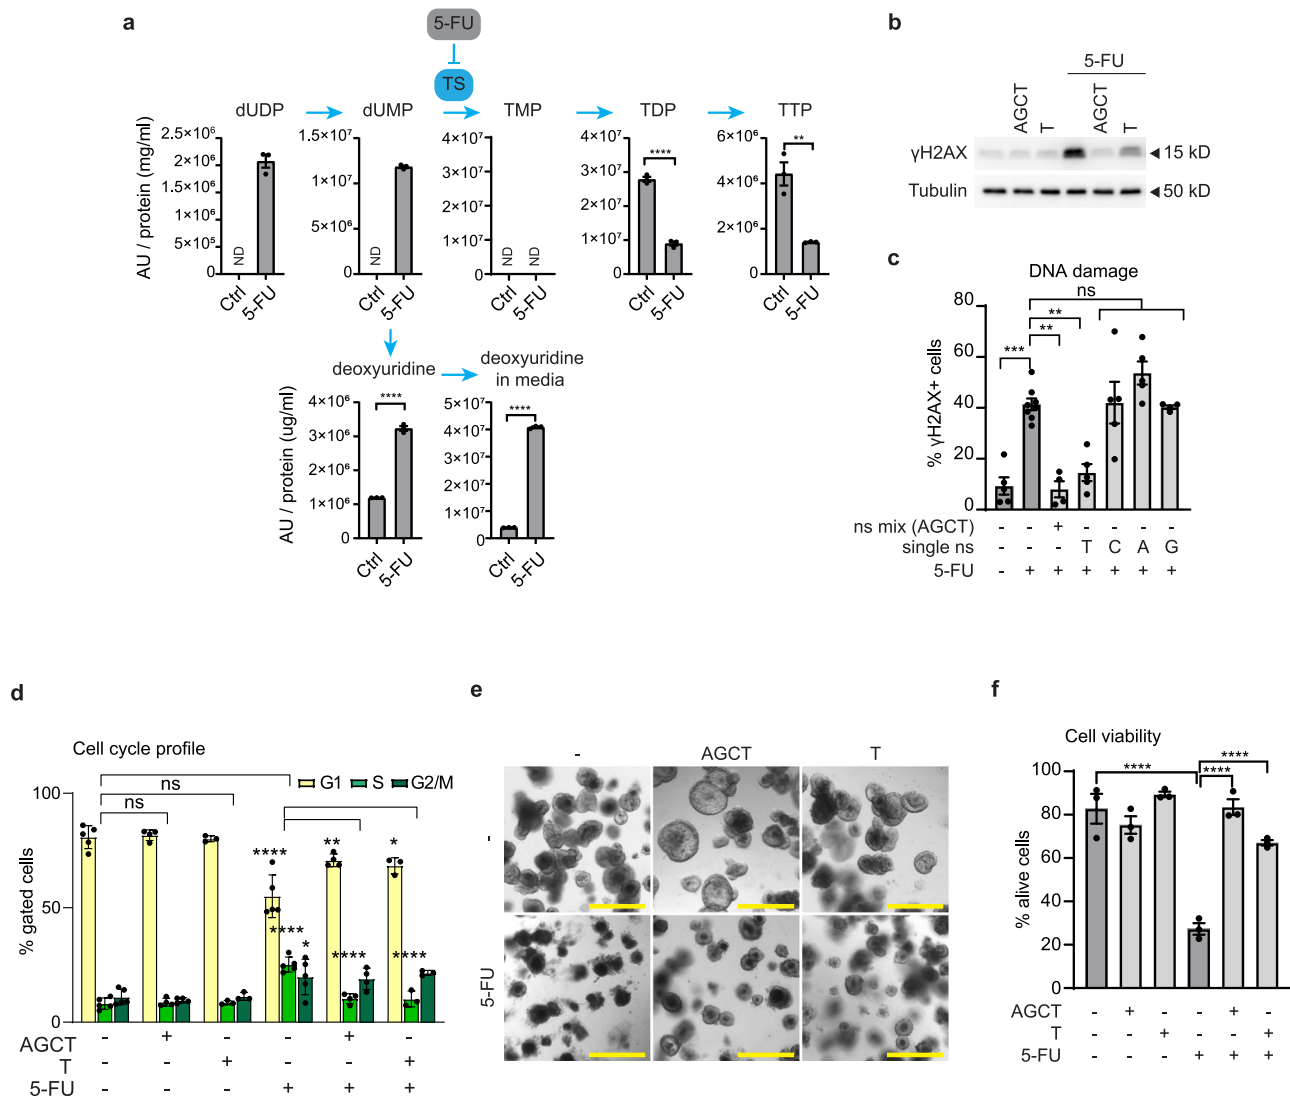 a
5-FU
TS
dUDP
dUMP
TMP
TDP
TTP
AU / protein (mg/ml)
2.5×10⁶
2×10⁶
1.5×10⁶
1×10⁶
5×10⁵
0
ND
Ctrl
5-FU
1.5×10⁷
1×10⁷
5×10⁶
0
ND
Ctrl
5-FU
4×10⁷
3×10⁷
2×10⁷
1×10⁷
0
ND
ND
Ctrl
5-FU
4×10⁷
3×10⁷
2×10⁷
1×10⁷
0
****
Ctrl
5-FU
6×10⁶
4×10⁶
2×10⁶
0
**
Ctrl
5-FU
deoxyuridine
deoxyuridine
in media
AU / protein (ug/ml)
4×10⁶
3×10⁶
2×10⁶
1×10⁶
0
****
Ctrl
5-FU
5×10⁷
4×10⁷
3×10⁷
2×10⁷
1×10⁷
0
****
Ctrl
5-FU
b
5-FU
AGCT
T
AGCT
T
γH2AX
15 kD
Tubulin
50 kD
c
DNA damage
ns
**
**
***
% γH2AX+ cells
80
60
40
20
0
ns mix (AGCT) - - + - - - -
single ns - - - T C A G
5-FU - + + + + + +
d
Cell cycle profile
G1 S G2/M
ns
ns
% gated cells
100
50
0
**** **** *
** ****
* ****
AGCT - + - - + -
T - - + - - +
5-FU - - - + + +
e
- AGCT T
-
5-FU
f
Cell viability
****
****
****
% alive cells
100
80
60
40
20
0
AGCT - + - - + -
T - - + - - +
5-FU - - - + + +